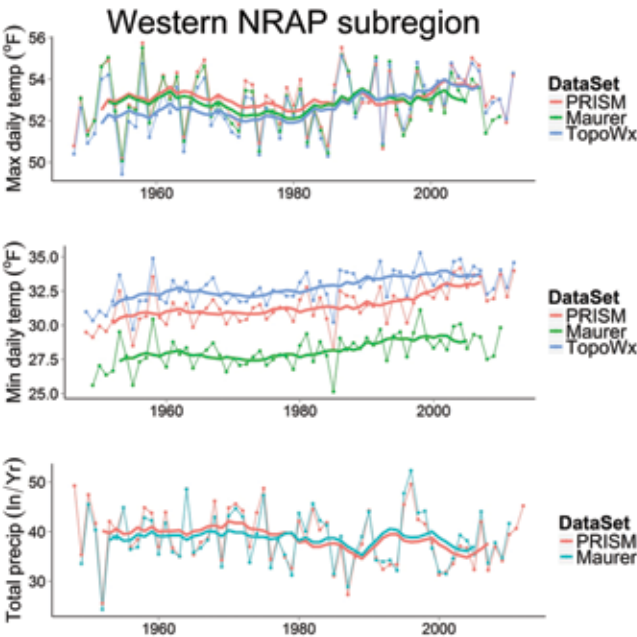 Western NRAP subregion
Max daily temp (°F)
56
54
52
50
1960
1980
2000
DataSet
PRISM
Maurer
TopoWx
Min daily temp (°F)
35.0
32.5
30.0
27.5
25.0
1960
1980
2000
DataSet
PRISM
Maurer
TopoWx
Total precip (In/Yr)
50
40
30
1960
1980
2000
DataSet
PRISM
Maurer